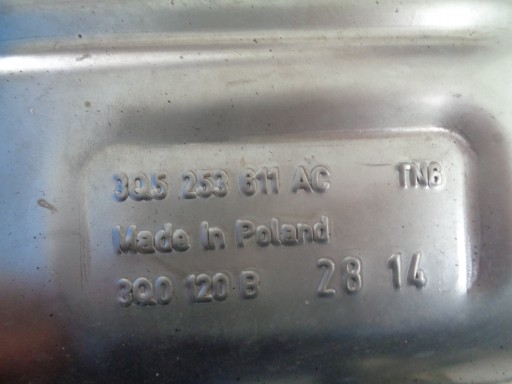 3Q5 253 611 AC TNB
Made in Poland
3Q0 120 B 28 14